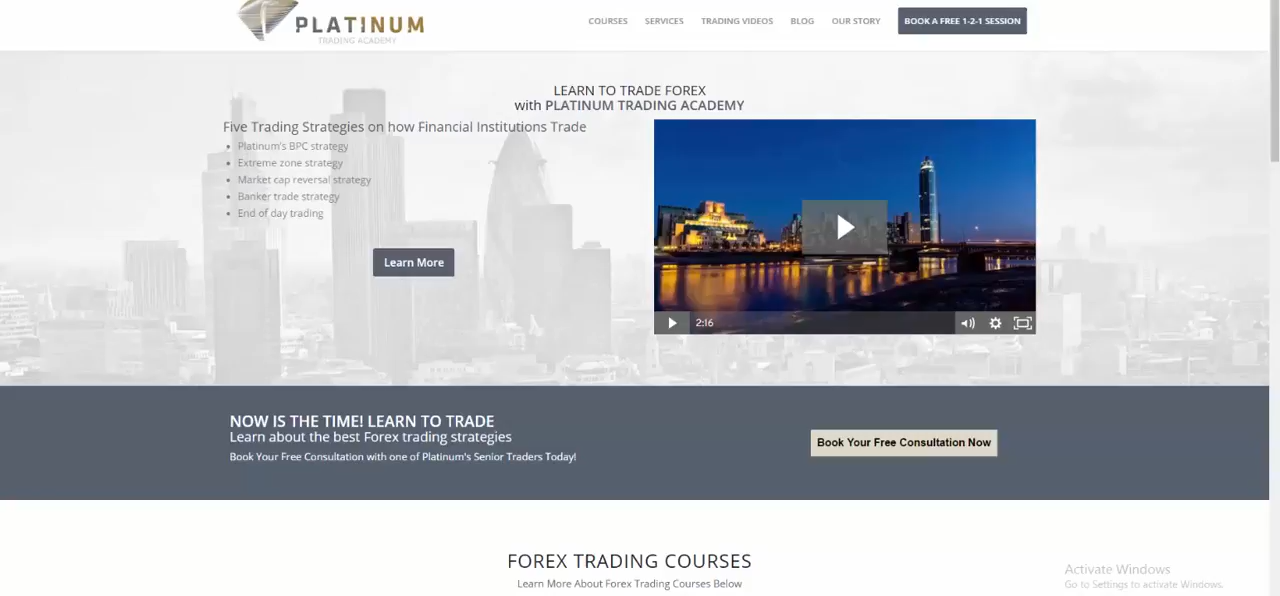 PLATINUM
TRADING ACADEMY
COURSES SERVICES TRADING VIDEOS BLOG OUR STORY BOOK A FREE 1-2-1 SESSION
LEARN TO TRADE FOREX
with PLATINUM TRADING ACADEMY
Five Trading Strategies on how Financial Institutions Trade
Platinum's BPC strategy
Extreme zone strategy
Market cap reversal strategy
Banker trade strategy
End of day trading
Learn More
2:16
NOW IS THE TIME! LEARN TO TRADE
Learn about the best Forex trading strategies
Book Your Free Consultation with one of Platinum's Senior Traders Today!
Book Your Free Consultation Now
FOREX TRADING COURSES
Learn More About Forex Trading Courses Below
Activate Windows
Go to Settings to activate Windows.